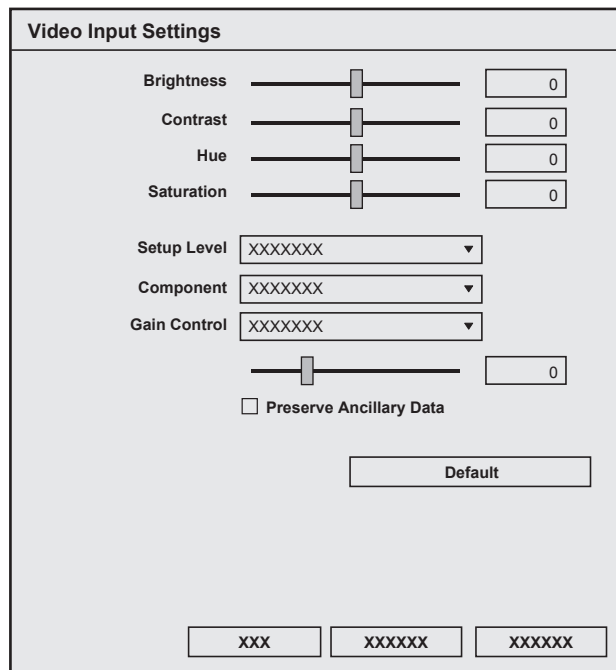 Video Input Settings
Brightness 0
Contrast 0
Hue 0
Saturation 0
Setup Level XXXXXXX
Component XXXXXXX
Gain Control XXXXXXX
0
Preserve Ancillary Data
Default
XXX XXXXXX XXXXXX